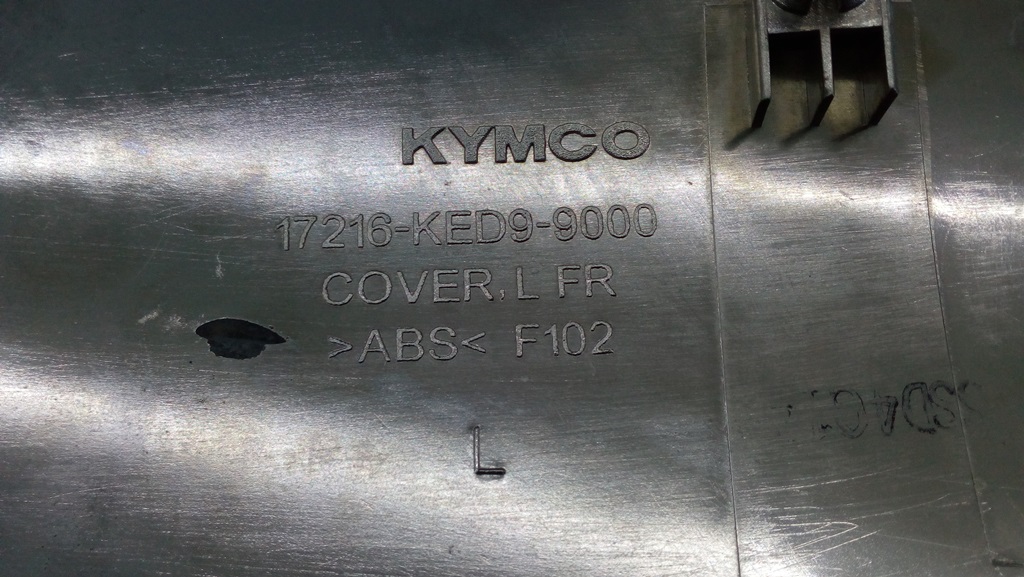 KYMCO
17216-KED9-9000
COVER, L FR
>ABS< F102
L